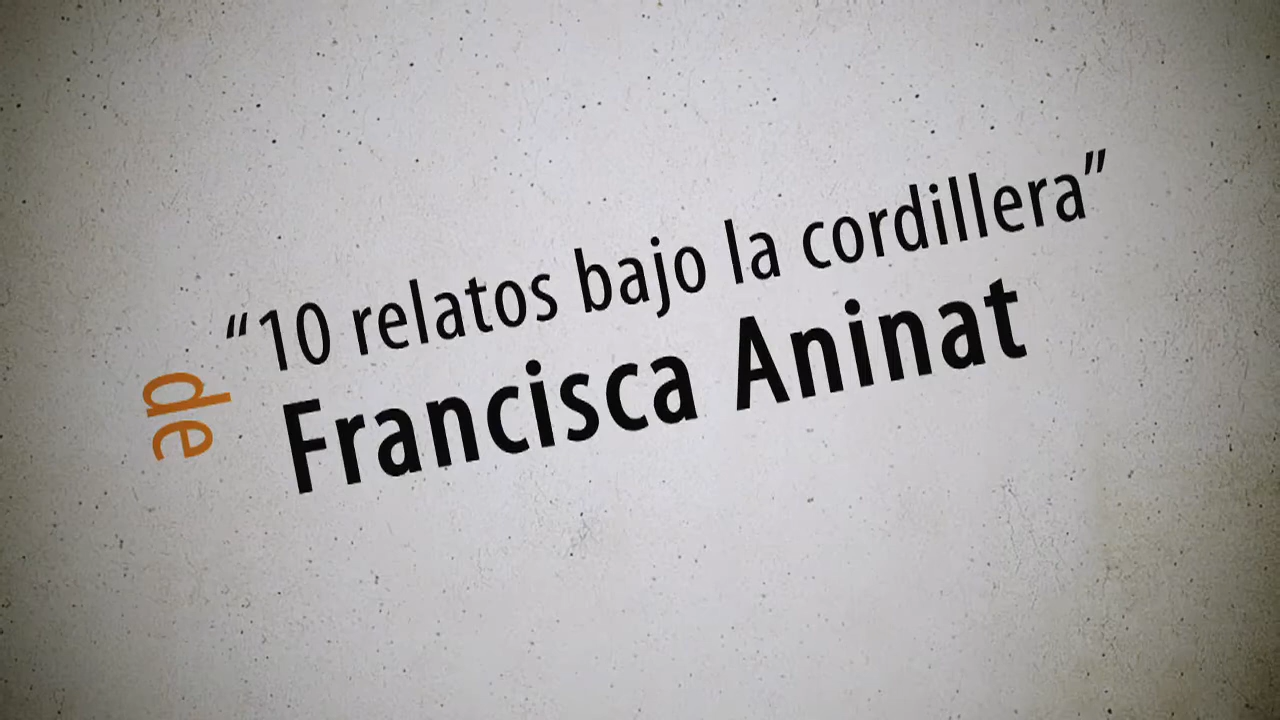 “10 relatos bajo la cordillera”
de
Francisca Aninat